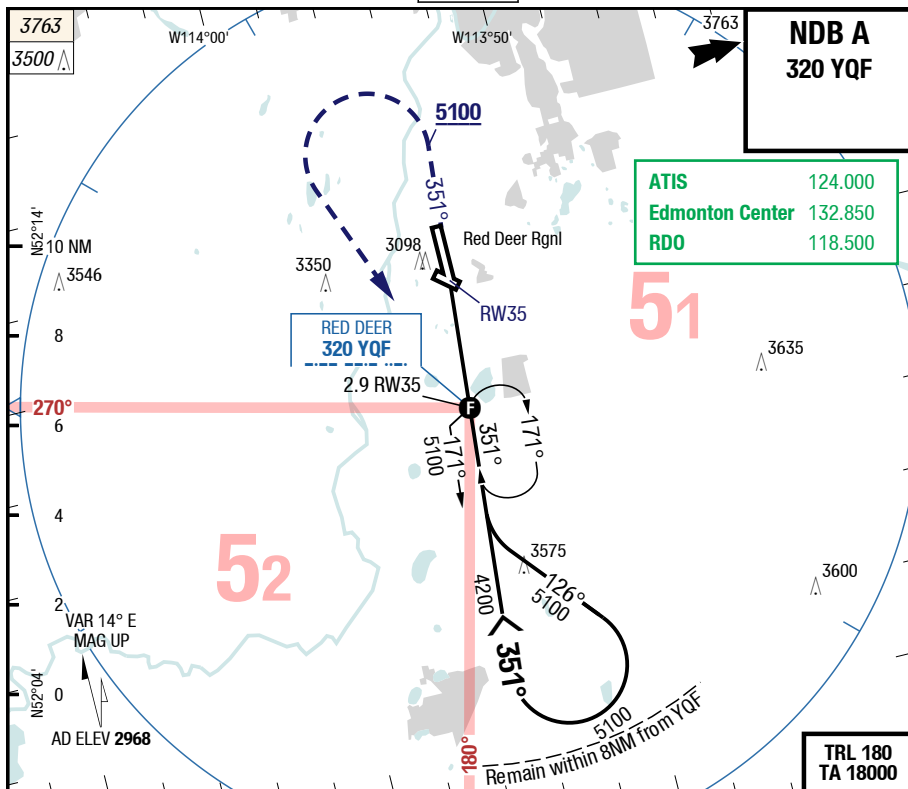 3763
3500
W114°00'
W113°50'
3763
NDB A
320 YQF
5100
351°
ATIS 124.000
Edmonton Center 132.850
RDO 118.500
N52°14'
10 NM
3546
3350
3098
Red Deer Rgnl
RW35
51
3635
8
RED DEER
320 YQF
2.9 RW35
F
270°
6
171°
5100
351°
171°
4
52
3575
126°
5100
3600
4200
2
VAR 14° E
MAG UP
351°
N52°04'
0
AD ELEV 2968
180°
5100
Remain within 8NM from YQF
TRL 180
TA 18000